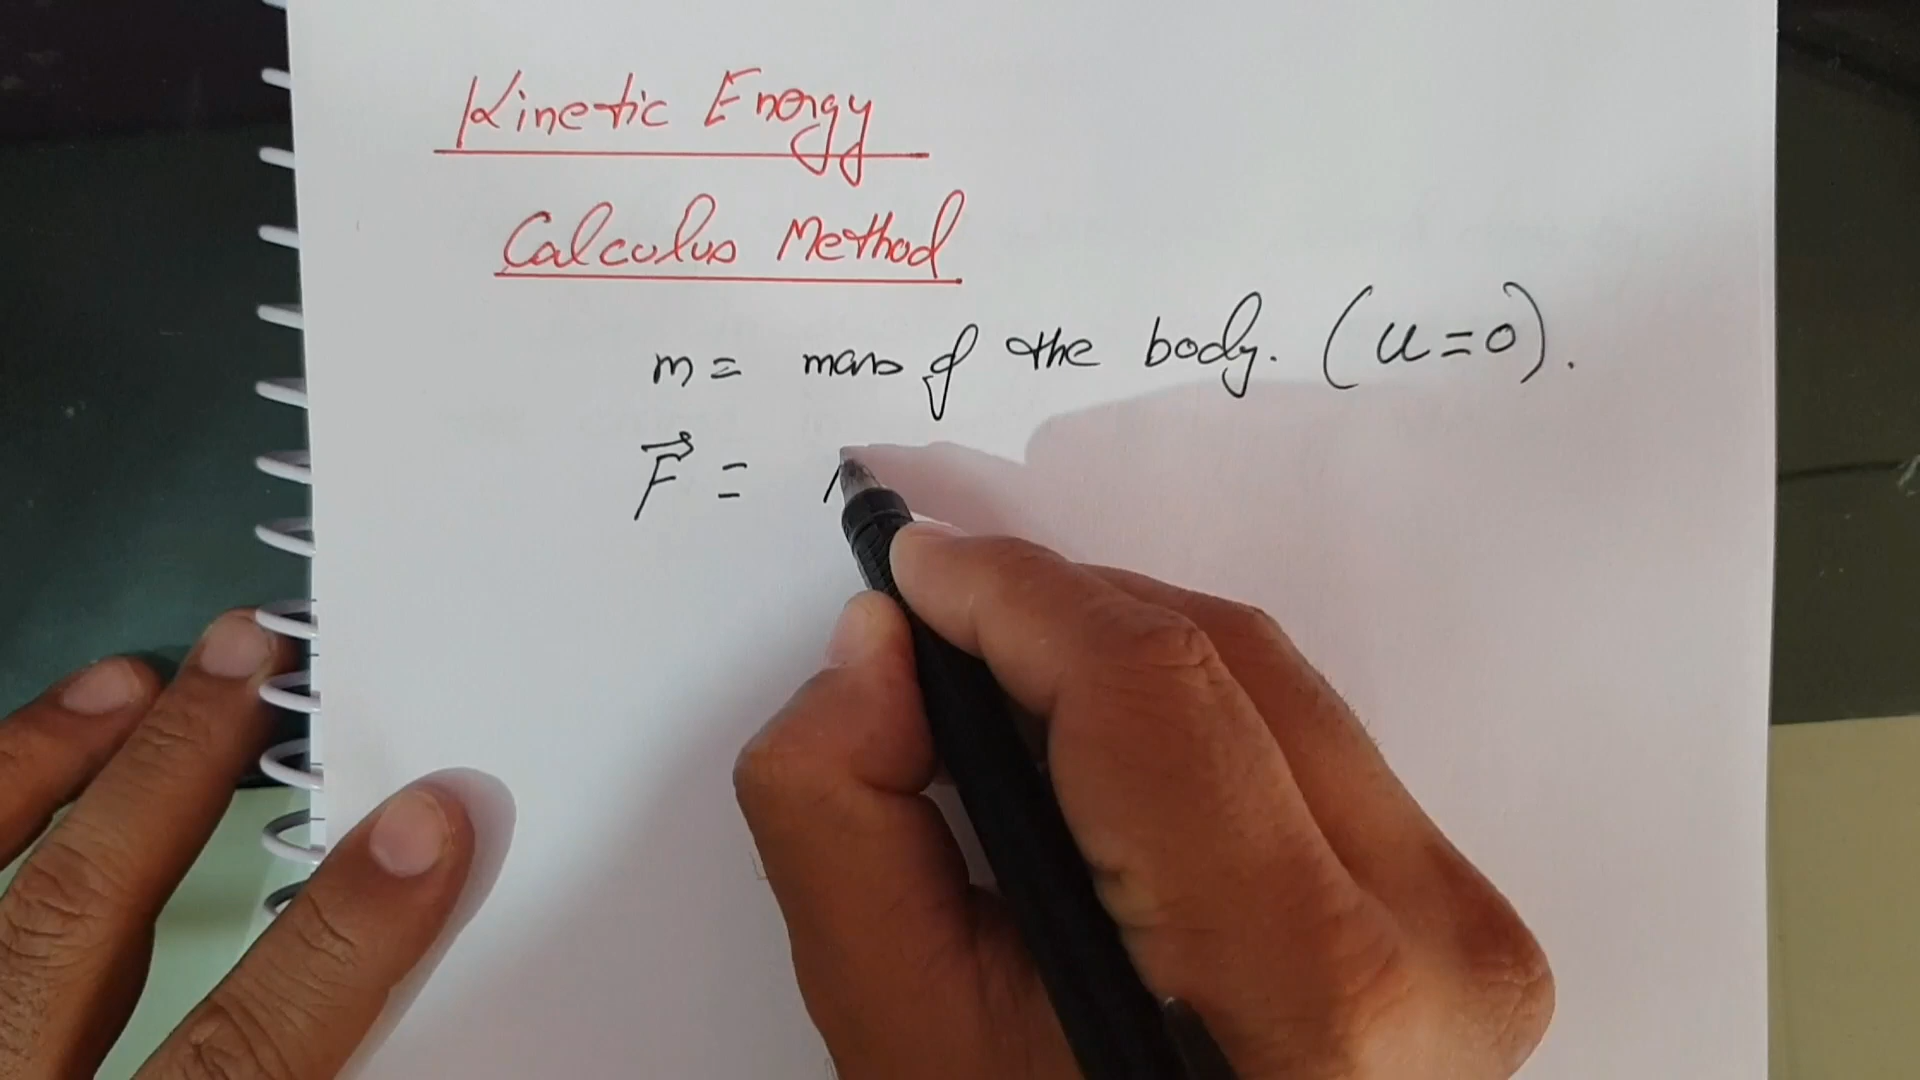 Kinetic Energy
Calculus Method
m = mass of the body. (u=0).
F⃗ =